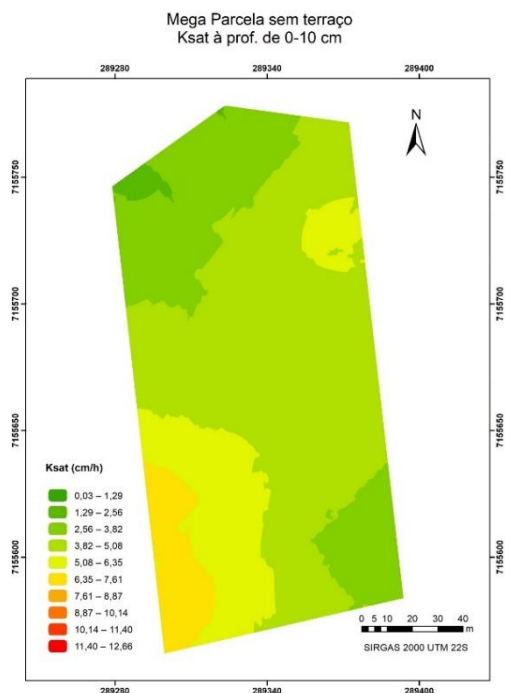 Mega Parcela sem terraço
Ksat à prof. de 0-10 cm
289280 289340 289400
N
7155750 7155750
7155700 7155700
7155650 7155650
7155600 7155600
Ksat (cm/h)
0,03 – 1,29
1,29 – 2,56
2,56 – 3,82
3,82 – 5,08
5,08 – 6,35
6,35 – 7,61
7,61 – 8,87
8,87 – 10,14
10,14 – 11,40
11,40 – 12,66
0 5 10 20 30 40
m
SIRGAS 2000 UTM 22S
289280 289340 289400